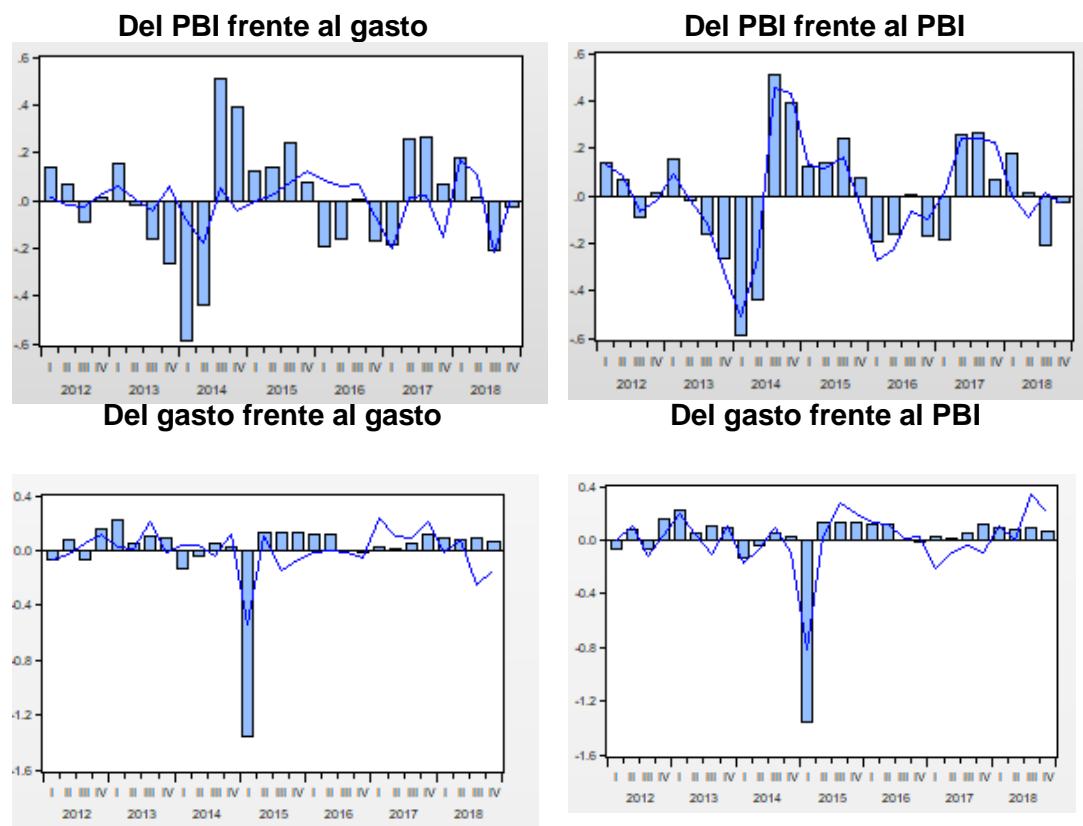 Del PBI frente al gasto
.6
.4
.2
.0
-.2
-.4
-.6
I II III IV I II III IV I II III IV I II III IV I II III IV I II III IV I II III IV
2012 2013 2014 2015 2016 2017 2018
Del PBI frente al PBI
.6
.4
.2
.0
-.2
-.4
-.6
I II III IV I II III IV I II III IV I II III IV I II III IV I II III IV I II III IV
2012 2013 2014 2015 2016 2017 2018
Del gasto frente al gasto
0.4
0.0
-0.4
-0.8
-1.2
-1.6
I II III IV I II III IV I II III IV I II III IV I II III IV I II III IV I II III IV
2012 2013 2014 2015 2016 2017 2018
Del gasto frente al PBI
0.4
0.0
-0.4
-0.8
-1.2
-1.6
I II III IV I II III IV I II III IV I II III IV I II III IV I II III IV I II III IV
2012 2013 2014 2015 2016 2017 2018